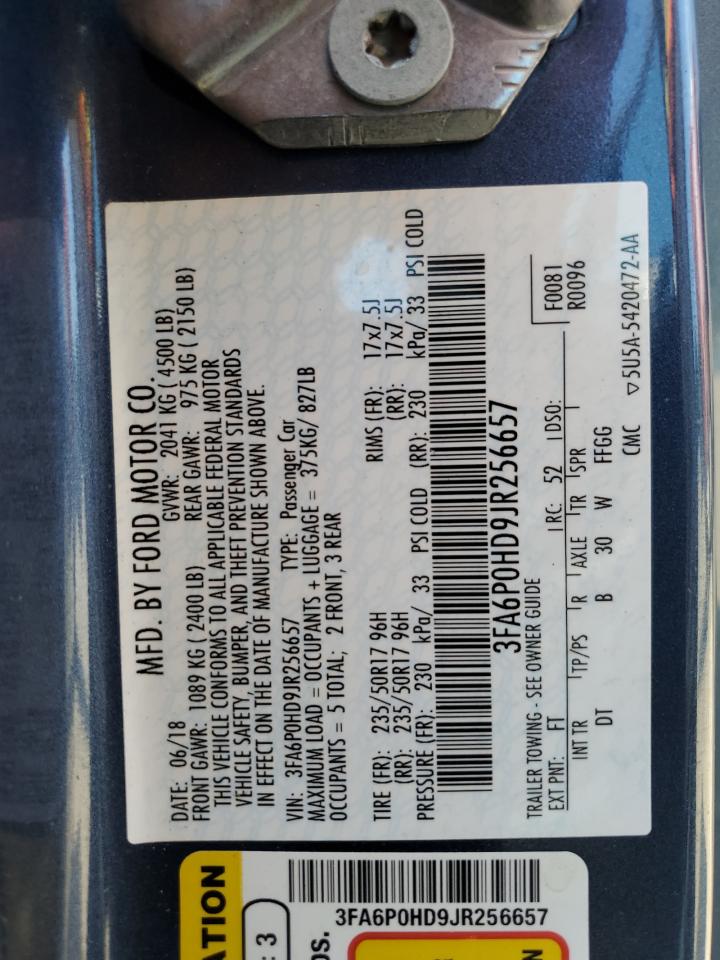 MFD. BY FORD MOTOR CO.
DATE: 06/18 GVWR: 2041 KG ( 4500 LB)
FRONT GAWR: 1089 KG ( 2400 LB) REAR GAWR: 975 KG ( 2150 LB)
THIS VEHICLE CONFORMS TO ALL APPLICABLE FEDERAL MOTOR
VEHICLE SAFETY, BUMPER, AND THEFT PREVENTION STANDARDS
IN EFFECT ON THE DATE OF MANUFACTURE SHOWN ABOVE.
VIN: 3FA6P0HD9JR256657 TYPE: Passenger Car
MAXIMUM LOAD = OCCUPANTS + LUGGAGE = 375KG/ 827LB
OCCUPANTS = 5 TOTAL; 2 FRONT, 3 REAR
TIRE (FR): 235/50R17 96H RIMS (FR): 17x7.5J
(RR): 235/50R17 96H (RR): 17x7.5J
PRESSURE (FR): 230 kPa/ 33 PSI COLD (RR): 230 kPa/ 33 PSI COLD
3FA6P0HD9JR256657
TRAILER TOWING - SEE OWNER GUIDE F0081
EXT PNT: FT RC: 52 DSO: R0096
INT TR TP/PS R AXLE TR SPR
DT B 30 W FFGG
CMC ▽5U5A-5420472-AA
ATION
: 3
OS.
3FA6P0HD9JR256657
N